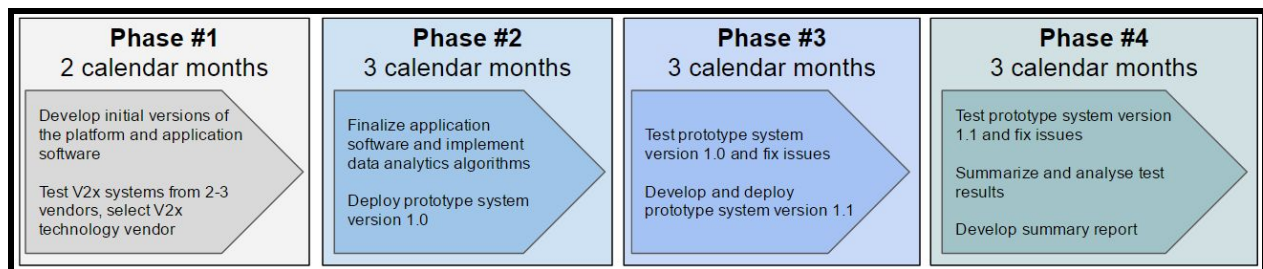 Phase #1
2 calendar months
Develop initial versions of
the platform and application
software
Test V2x systems from 2-3
vendors, select V2x
technology vendor
Phase #2
3 calendar months
Finalize application
software and implement
data analytics algorithms
Deploy prototype system
version 1.0
Phase #3
3 calendar months
Test prototype system
version 1.0 and fix issues
Develop and deploy
prototype system version 1.1
Phase #4
3 calendar months
Test prototype system version
1.1 and fix issues
Summarize and analyse test
results
Develop summary report